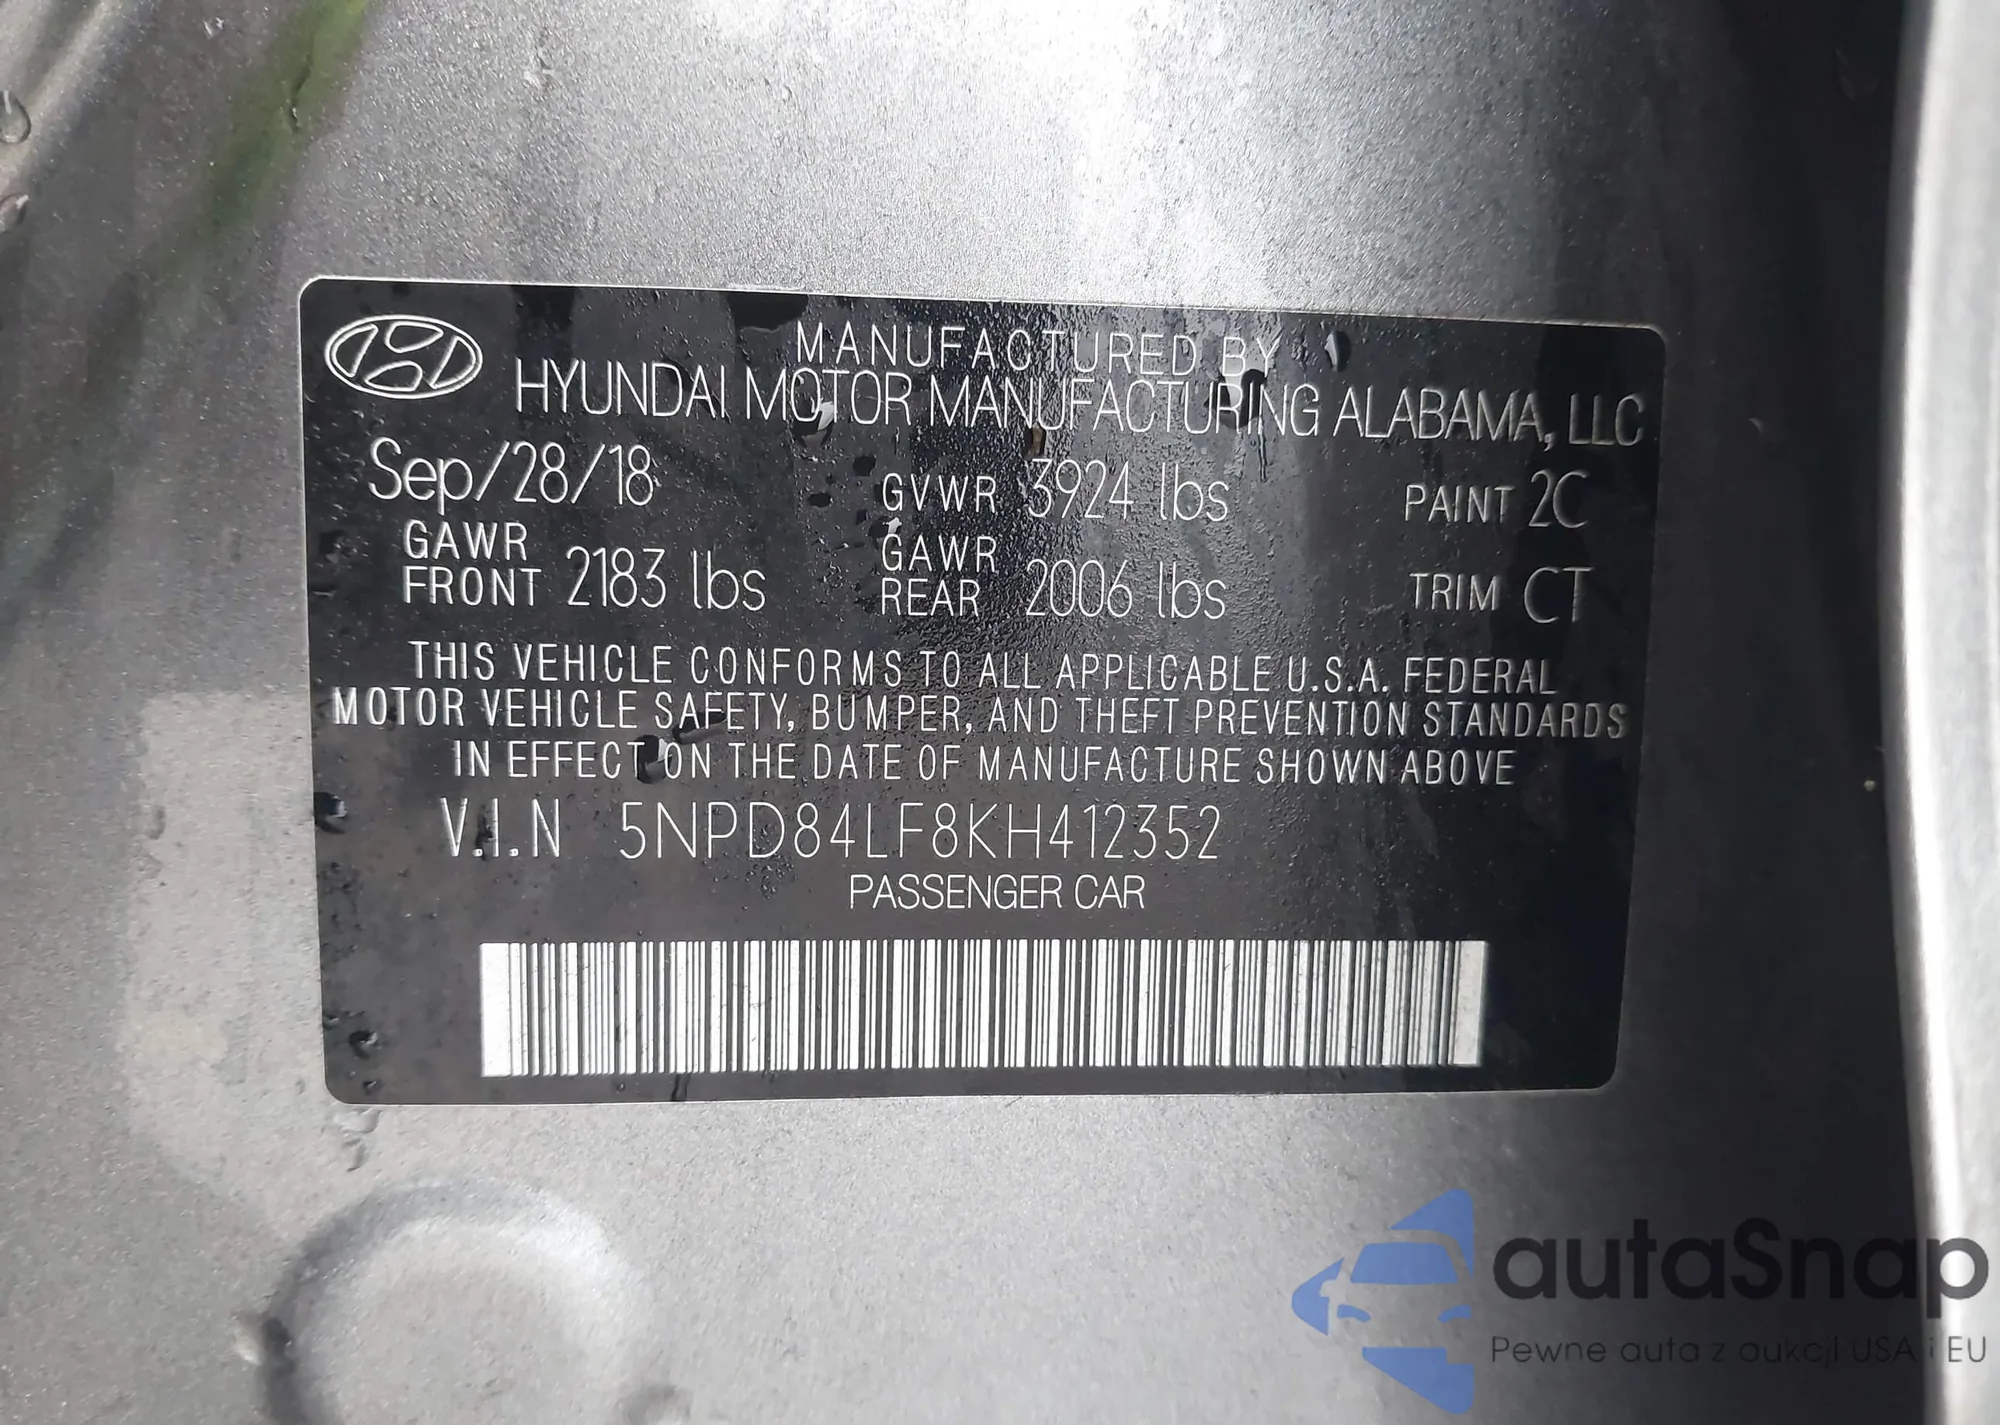 MANUFACTURED BY
HYUNDAI MOTOR MANUFACTURING ALABAMA, LLC
Sep/28/18 GVWR 3924 lbs PAINT 2C
GAWR FRONT 2183 lbs GAWR REAR 2006 lbs TRIM CT
THIS VEHICLE CONFORMS TO ALL APPLICABLE U.S.A. FEDERAL
MOTOR VEHICLE SAFETY, BUMPER, AND THEFT PREVENTION STANDARDS
IN EFFECT ON THE DATE OF MANUFACTURE SHOWN ABOVE
V.I.N 5NPD84LF8KH412352
PASSENGER CAR
autaSnap
Pewne auta z aukcji USA i EU